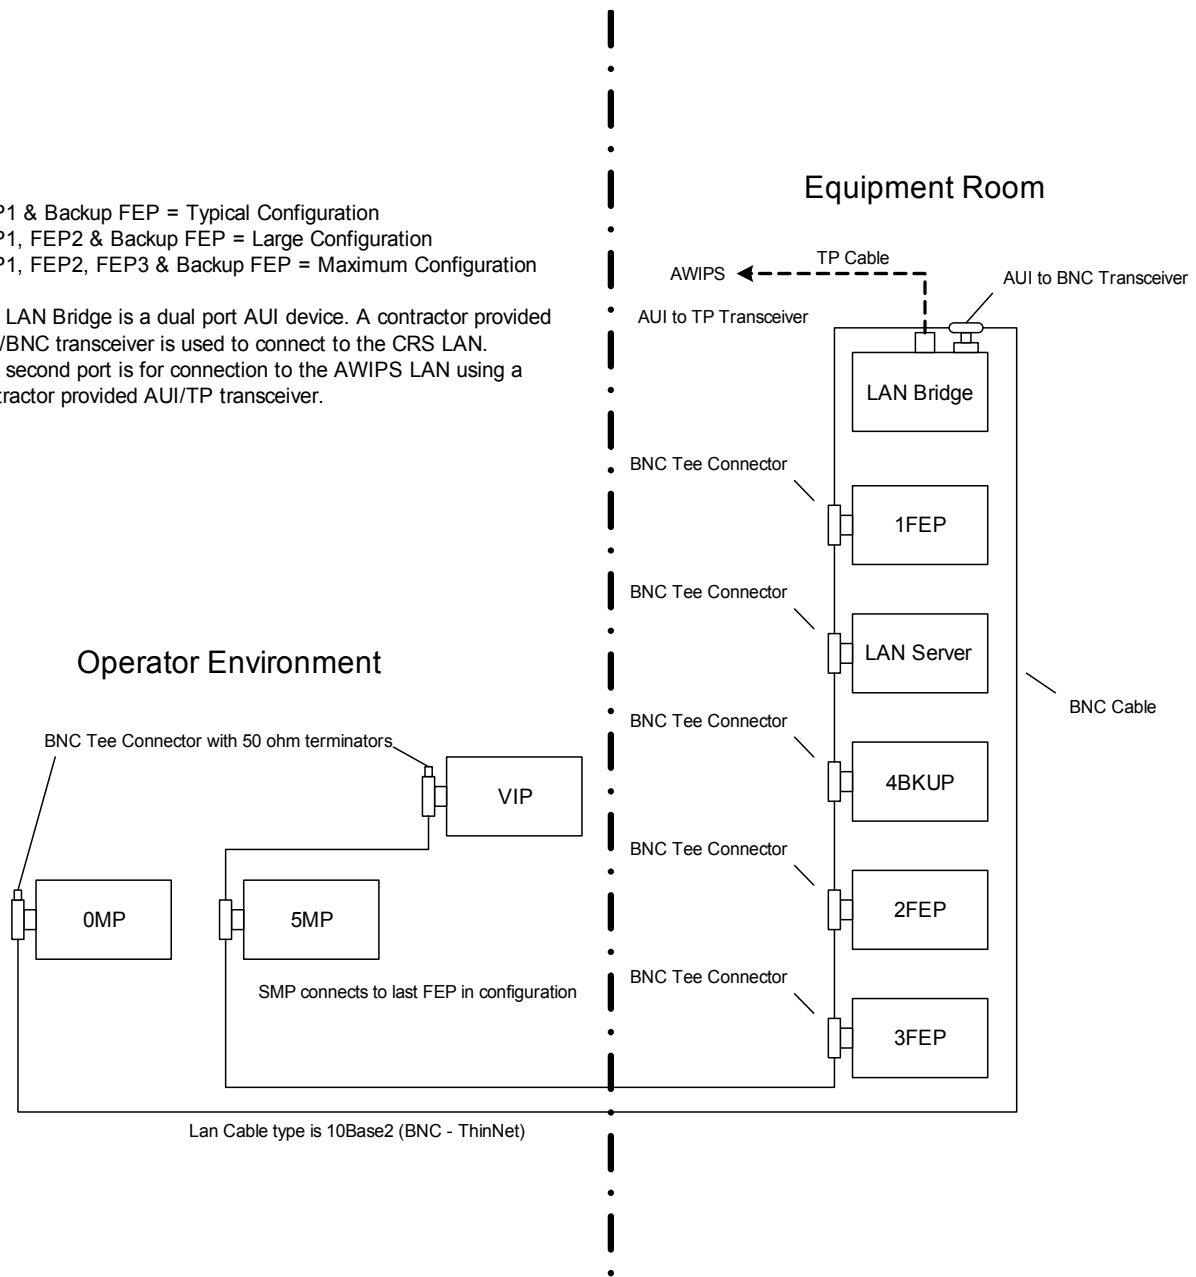 P1 & Backup FEP = Typical Configuration
P1, FEP2 & Backup FEP = Large Configuration
P1, FEP2, FEP3 & Backup FEP = Maximum Configuration
LAN Bridge is a dual port AUI device. A contractor provided
/BNC transceiver is used to connect to the CRS LAN.
second port is for connection to the AWIPS LAN using a
tractor provided AUI/TP transceiver.
Equipment Room
TP Cable
AWIPS
AUI to BNC Transceiver
AUI to TP Transceiver
LAN Bridge
BNC Tee Connector
1FEP
BNC Tee Connector
LAN Server
Operator Environment
BNC Cable
BNC Tee Connector
BNC Tee Connector with 50 ohm terminators
4BKUP
VIP
BNC Tee Connector
2FEP
0MP
5MP
BNC Tee Connector
SMP connects to last FEP in configuration
3FEP
Lan Cable type is 10Base2 (BNC - ThinNet)